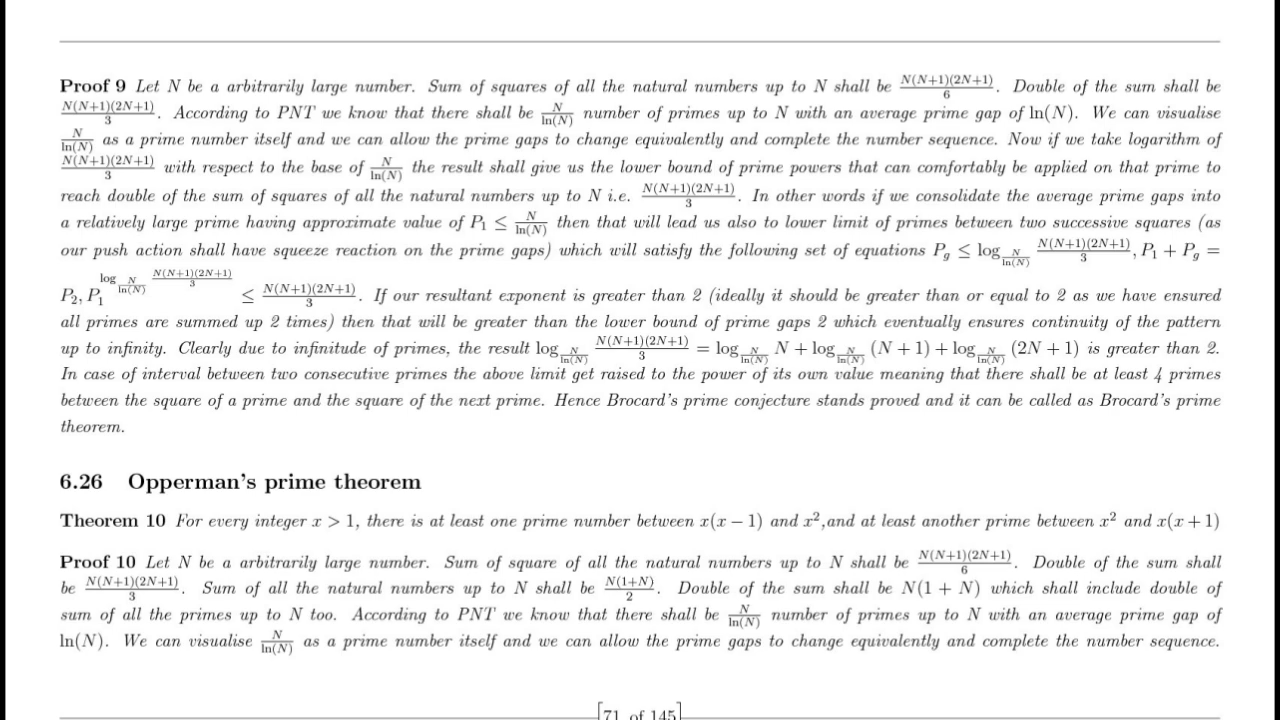 Proof 9 Let N be a arbitrarily large number. Sum of squares of all the natural numbers up to N shall be N(N+1)(2N+1)/6. Double of the sum shall be
N(N+1)(2N+1)/3. According to PNT we know that there shall be N/ln(N) number of primes up to N with an average prime gap of ln(N). We can visualise
N/ln(N) as a prime number itself and we can allow the prime gaps to change equivalently and complete the number sequence. Now if we take logarithm of
N(N+1)(2N+1)/3 with respect to the base of N/ln(N) the result shall give us the lower bound of prime powers that can comfortably be applied on that prime to
reach double of the sum of squares of all the natural numbers up to N i.e. N(N+1)(2N+1)/3. In other words if we consolidate the average prime gaps into
a relatively large prime having approximate value of P₁ ≤ N/ln(N) then that will lead us also to lower limit of primes between two successive squares (as
our push action shall have squeeze reaction on the prime gaps) which will satisfy the following set of equations P_g ≤ log_{N/ln(N)} N(N+1)(2N+1)/3, P₁ + P_g =
P₂, P₁^{log_{N/ln(N)} N(N+1)(2N+1)/3} ≤ N(N+1)(2N+1)/3. If our resultant exponent is greater than 2 (ideally it should be greater than or equal to 2 as we have ensured
all primes are summed up 2 times) then that will be greater than the lower bound of prime gaps 2 which eventually ensures continuity of the pattern
up to infinity. Clearly due to infinitude of primes, the result log_{N/ln(N)} N(N+1)(2N+1)/3 = log_{N/ln(N)} N + log_{N/ln(N)} (N + 1) + log_{N/ln(N)} (2N + 1) is greater than 2.
In case of interval between two consecutive primes the above limit get raised to the power of its own value meaning that there shall be at least 4 primes
between the square of a prime and the square of the next prime. Hence Brocard's prime conjecture stands proved and it can be called as Brocard's prime
theorem.
6.26 Opperman's prime theorem
Theorem 10 For every integer x > 1, there is at least one prime number between x(x − 1) and x²,and at least another prime between x² and x(x + 1)
Proof 10 Let N be a arbitrarily large number. Sum of square of all the natural numbers up to N shall be N(N+1)(2N+1)/6. Double of the sum shall
be N(N+1)(2N+1)/3. Sum of all the natural numbers up to N shall be N(1+N)/2. Double of the sum shall be N(1 + N) which shall include double of
sum of all the primes up to N too. According to PNT we know that there shall be N/ln(N) number of primes up to N with an average prime gap of
ln(N). We can visualise N/ln(N) as a prime number itself and we can allow the prime gaps to change equivalently and complete the number sequence.
71 of 145